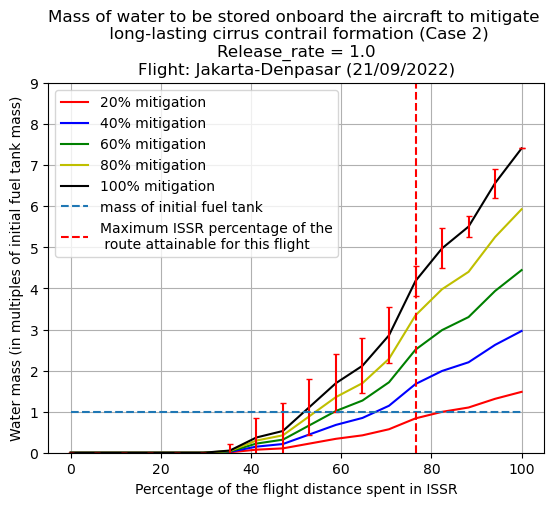 Mass of water to be stored onboard the aircraft to mitigate
long-lasting cirrus contrail formation (Case 2)
Release_rate = 1.0
Flight: Jakarta-Denpasar (21/09/2022)
Water mass (in multiples of initial fuel tank mass)
9
8
7
6
5
4
3
2
1
0
20% mitigation
40% mitigation
60% mitigation
80% mitigation
100% mitigation
mass of initial fuel tank
Maximum ISSR percentage of the
route attainable for this flight
0 20 40 60 80 100
Percentage of the flight distance spent in ISSR